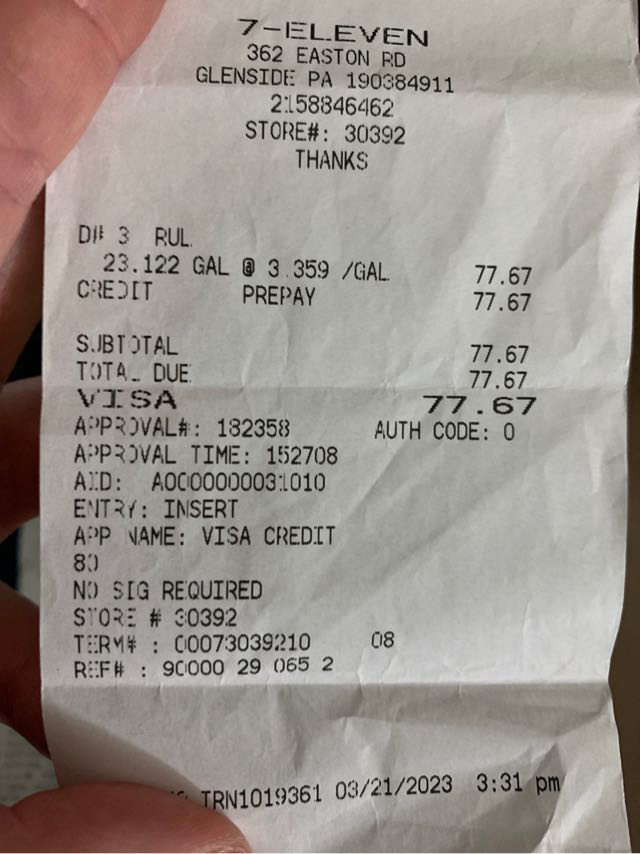 7-ELEVEN
362 EASTON RD
GLENSIDE PA 190384911
2158846462
STORE#: 30392
THANKS
D# 3 RUL
23.122 GAL @ 3.359 /GAL 77.67
CREDIT PREPAY 77.67
SUBTOTAL 77.67
TOTAL DUE 77.67
VISA 77.67
APPROVAL#: 182358 AUTH CODE: 0
APPROVAL TIME: 152708
AID: A0000000031010
ENTRY: INSERT
APP NAME: VISA CREDIT
80
NO SIG REQUIRED
STORE # 30392
TERM# : 00073039210 08
REF# : 90000 29 065 2
TRN1019361 03/21/2023 3:31 pm